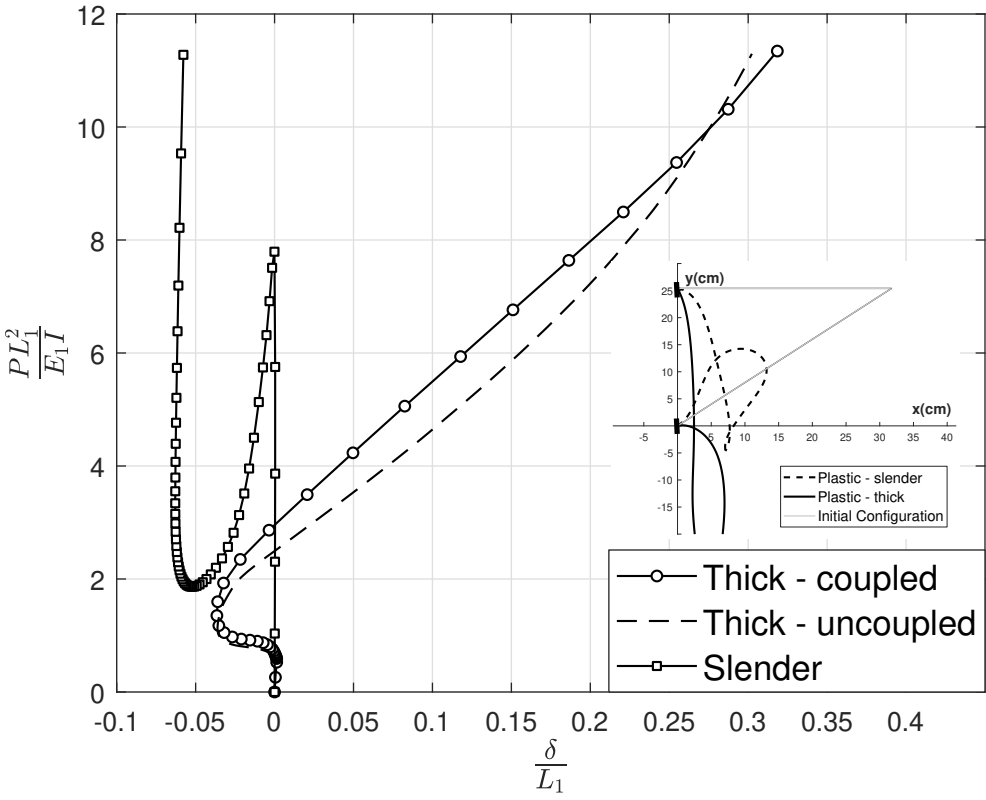 12
10
8
6
4
2
0
PL₁²
E₁I
-0.1 -0.05 0 0.05 0.1 0.15 0.2 0.25 0.3 0.35 0.4
δ
L₁
y(cm)
25
20
15
10
5
-5
-10
-15
x(cm)
-5 5 10 15 20 25 30 35 40
Plastic - slender
Plastic - thick
Initial Configuration
Thick - coupled
Thick - uncoupled
Slender